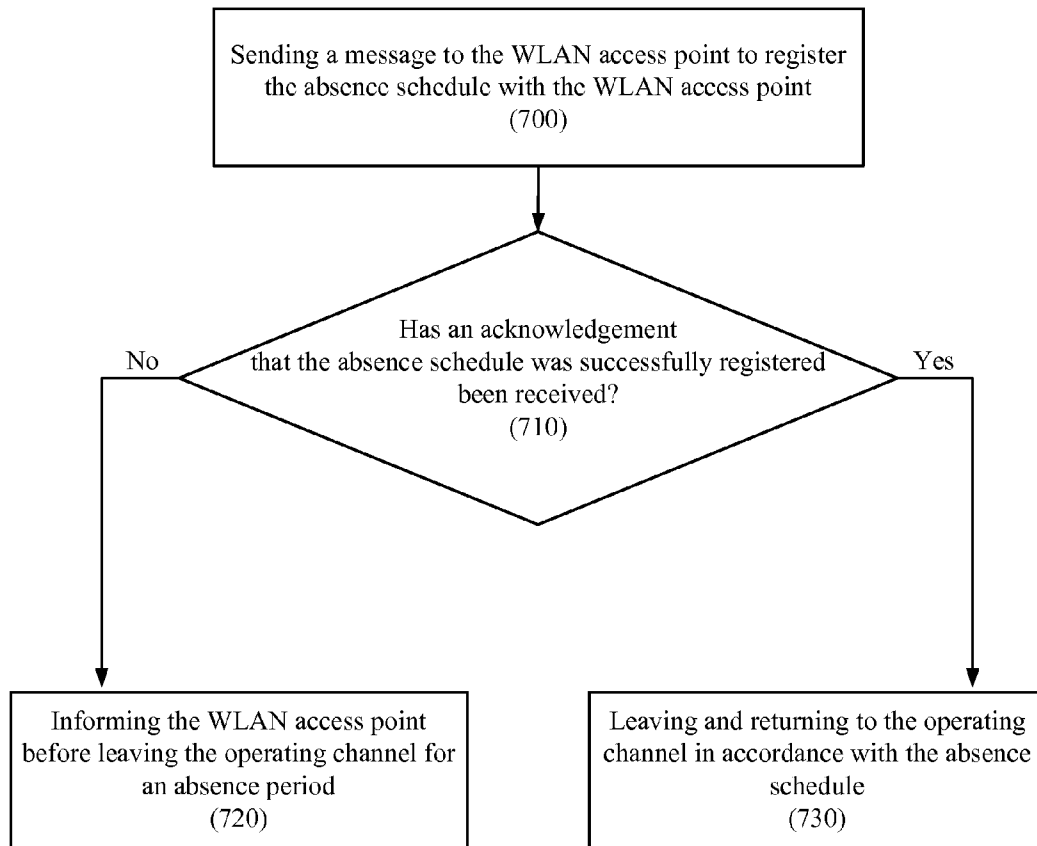 Sending a message to the WLAN access point to register
the absence schedule with the WLAN access point
(700)
Has an acknowledgement
that the absence schedule was successfully registered
been received?
(710)
No
Yes
Informing the WLAN access point
before leaving the operating channel for
an absence period
(720)
Leaving and returning to the operating
channel in accordance with the absence
schedule
(730)